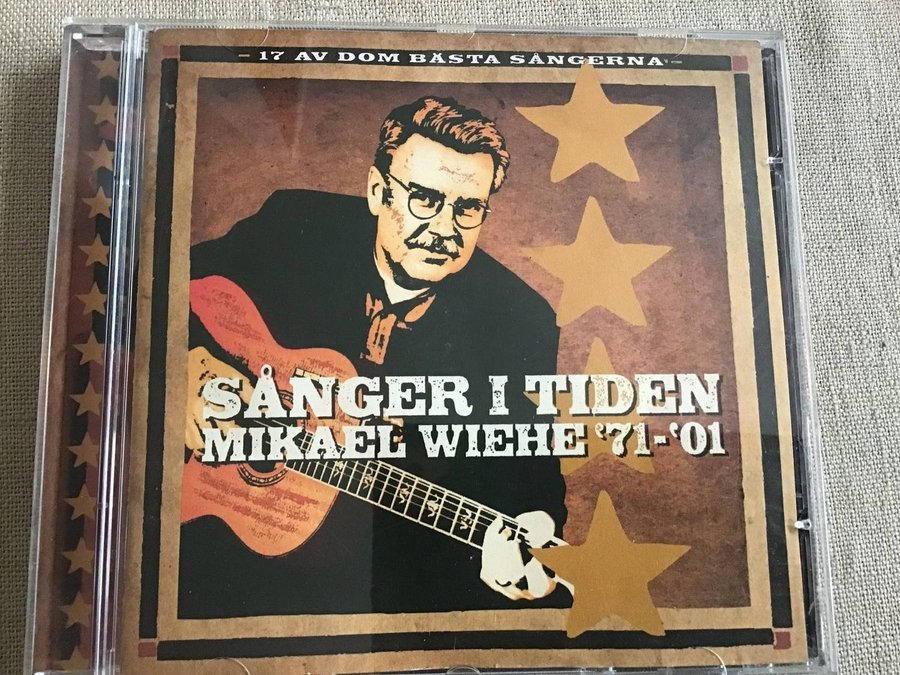 - 17 AV DOM BÄSTA SÅNGERNA -
SÅNGER I TIDEN
MIKAEL WIEHE ‘71-‘01